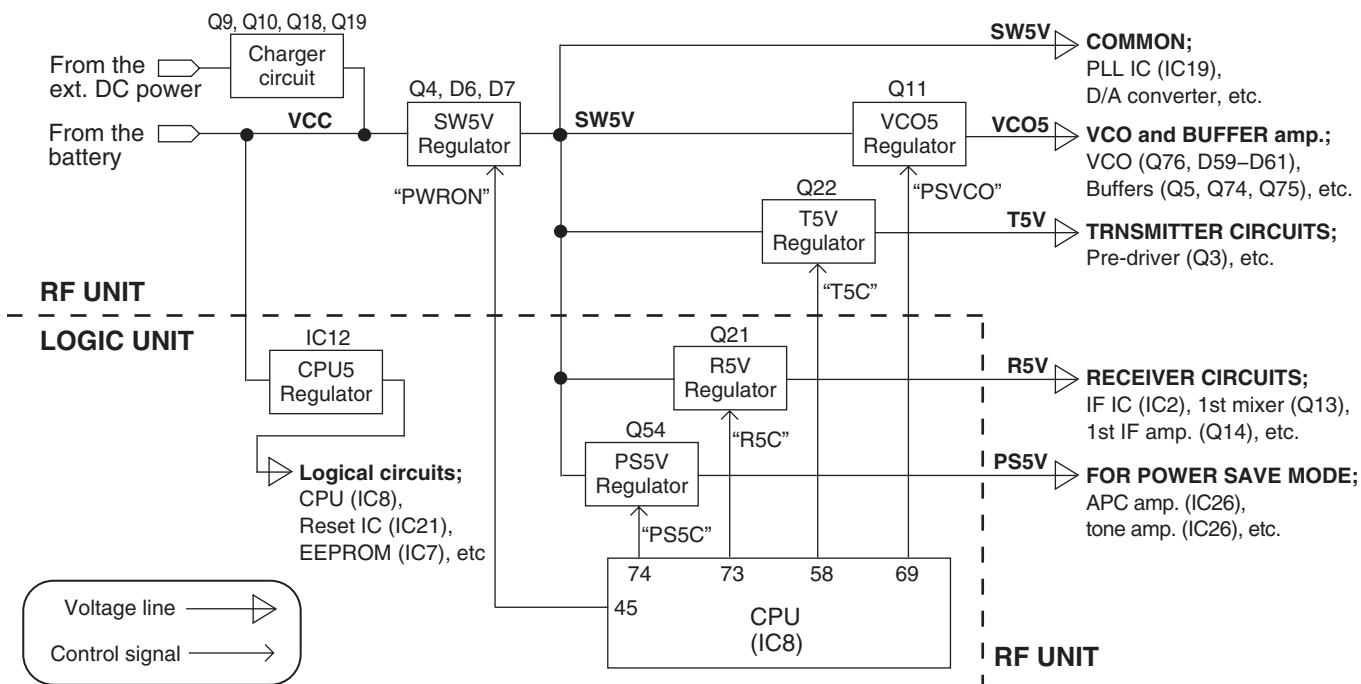 Q9, Q10, Q18, Q19
Charger
circuit
From the
ext. DC power
From the
battery
VCC
Q4, D6, D7
SW5V
Regulator
“PWRON”
SW5V
SW5V
COMMON;
PLL IC (IC19),
D/A converter, etc.
Q11
VCO5
Regulator
“PSVCO”
VCO5
VCO and BUFFER amp.;
VCO (Q76, D59–D61),
Buffers (Q5, Q74, Q75), etc.
Q22
T5V
Regulator
“T5C”
T5V
TRNSMITTER CIRCUITS;
Pre-driver (Q3), etc.
RF UNIT
LOGIC UNIT
IC12
CPU5
Regulator
Logical circuits;
CPU (IC8),
Reset IC (IC21),
EEPROM (IC7), etc
Q21
R5V
Regulator
“R5C”
R5V
RECEIVER CIRCUITS;
IF IC (IC2), 1st mixer (Q13),
1st IF amp. (Q14), etc.
Q54
PS5V
Regulator
“PS5C”
PS5V
FOR POWER SAVE MODE;
APC amp. (IC26),
tone amp. (IC26), etc.
74 73 58 69
45
CPU
(IC8)
RF UNIT
Voltage line
Control signal